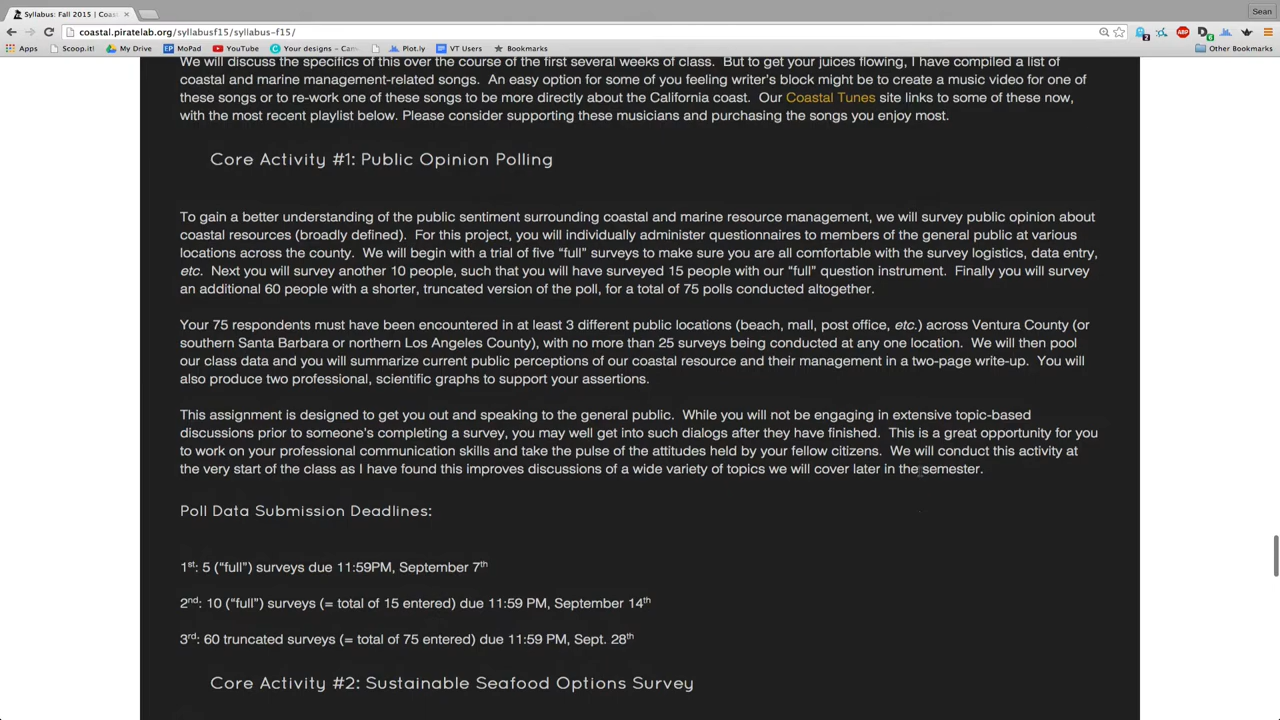 Syllabus: Fall 2015 | Coas
Sean
coastal.piratelab.org/syllabusf15/syllabus-f15/
Apps Scoop.it! My Drive MoPad YouTube Your designs – Can Plot.ly VT Users Bookmarks Other Bookmarks
We will discuss the specifics of this over the course of the first several weeks of class.  But to get your juices flowing, I have compiled a list of
coastal and marine management-related songs.  An easy option for some of you feeling writer's block might be to create a music video for one of
these songs or to re-work one of these songs to be more directly about the California coast.  Our Coastal Tunes site links to some of these now,
with the most recent playlist below. Please consider supporting these musicians and purchasing the songs you enjoy most.
Core Activity #1: Public Opinion Polling
To gain a better understanding of the public sentiment surrounding coastal and marine resource management, we will survey public opinion about
coastal resources (broadly defined).  For this project, you will individually administer questionnaires to members of the general public at various
locations across the county.  We will begin with a trial of five “full” surveys to make sure you are all comfortable with the survey logistics, data entry,
etc.  Next you will survey another 10 people, such that you will have surveyed 15 people with our “full” question instrument.  Finally you will survey
an additional 60 people with a shorter, truncated version of the poll, for a total of 75 polls conducted altogether.
Your 75 respondents must have been encountered in at least 3 different public locations (beach, mall, post office, etc.) across Ventura County (or
southern Santa Barbara or northern Los Angeles County), with no more than 25 surveys being conducted at any one location.  We will then pool
our class data and you will summarize current public perceptions of our coastal resource and their management in a two-page write-up.  You will
also produce two professional, scientific graphs to support your assertions.
This assignment is designed to get you out and speaking to the general public.  While you will not be engaging in extensive topic-based
discussions prior to someone's completing a survey, you may well get into such dialogs after they have finished.  This is a great opportunity for you
to work on your professional communication skills and take the pulse of the attitudes held by your fellow citizens.  We will conduct this activity at
the very start of the class as I have found this improves discussions of a wide variety of topics we will cover later in the semester.
Poll Data Submission Deadlines:
1st: 5 (“full”) surveys due 11:59PM, September 7th
2nd: 10 (“full”) surveys (= total of 15 entered) due 11:59 PM, September 14th
3rd: 60 truncated surveys (= total of 75 entered) due 11:59 PM, Sept. 28th
Core Activity #2: Sustainable Seafood Options Survey